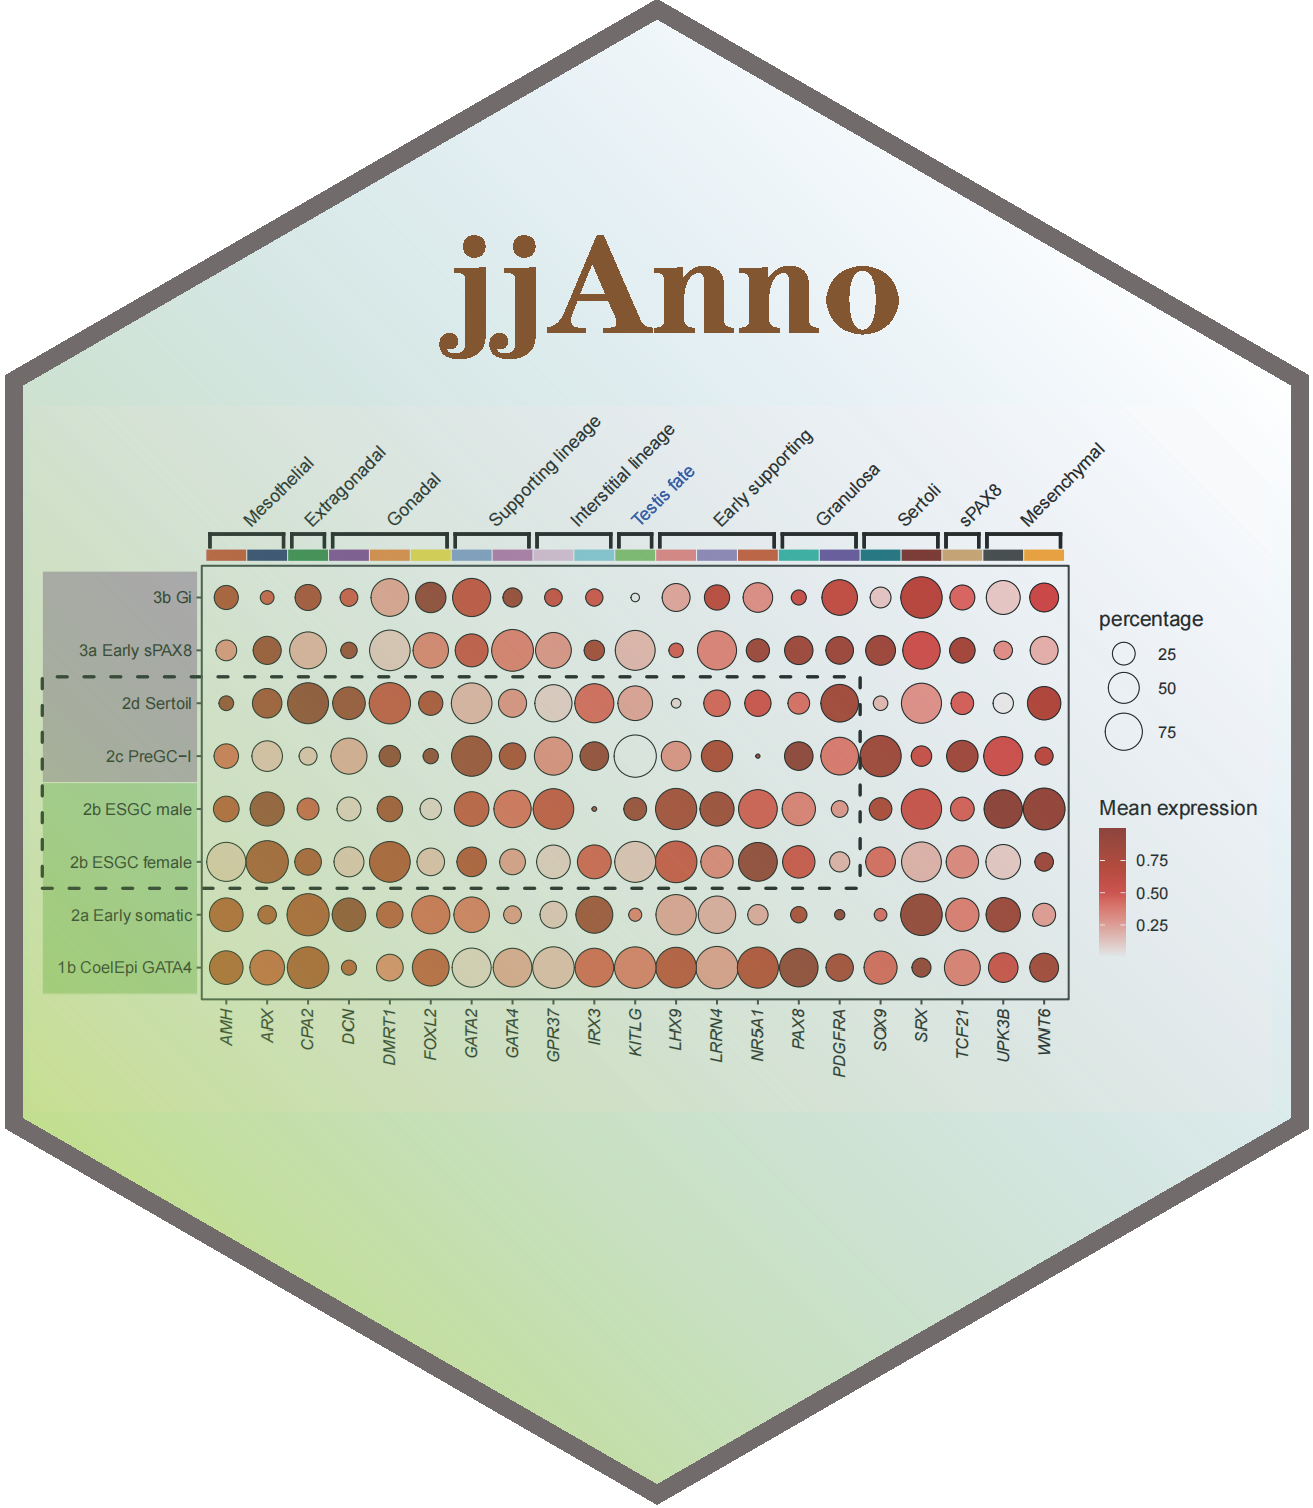 jjAnno
Mesothelial
Extragonadal
Gonadal
Supporting lineage
Interstitial lineage
Testis fate
Early supporting
Granulosa
Sertoli
sPAX8
Mesenchymal
3b Gi
3a Early sPAX8
2d Sertoil
2c PreGC−I
2b ESGC male
2b ESGC female
2a Early somatic
1b CoelEpi GATA4
AMH
ARX
CPA2
DCN
DMRT1
FOXL2
GATA2
GATA4
GPR37
IRX3
KITLG
LHX9
LRRN4
NR5A1
PAX8
PDGFRA
SOX9
SRX
TCF21
UPK3B
WNT6
percentage
25
50
75
Mean expression
0.75
0.50
0.25